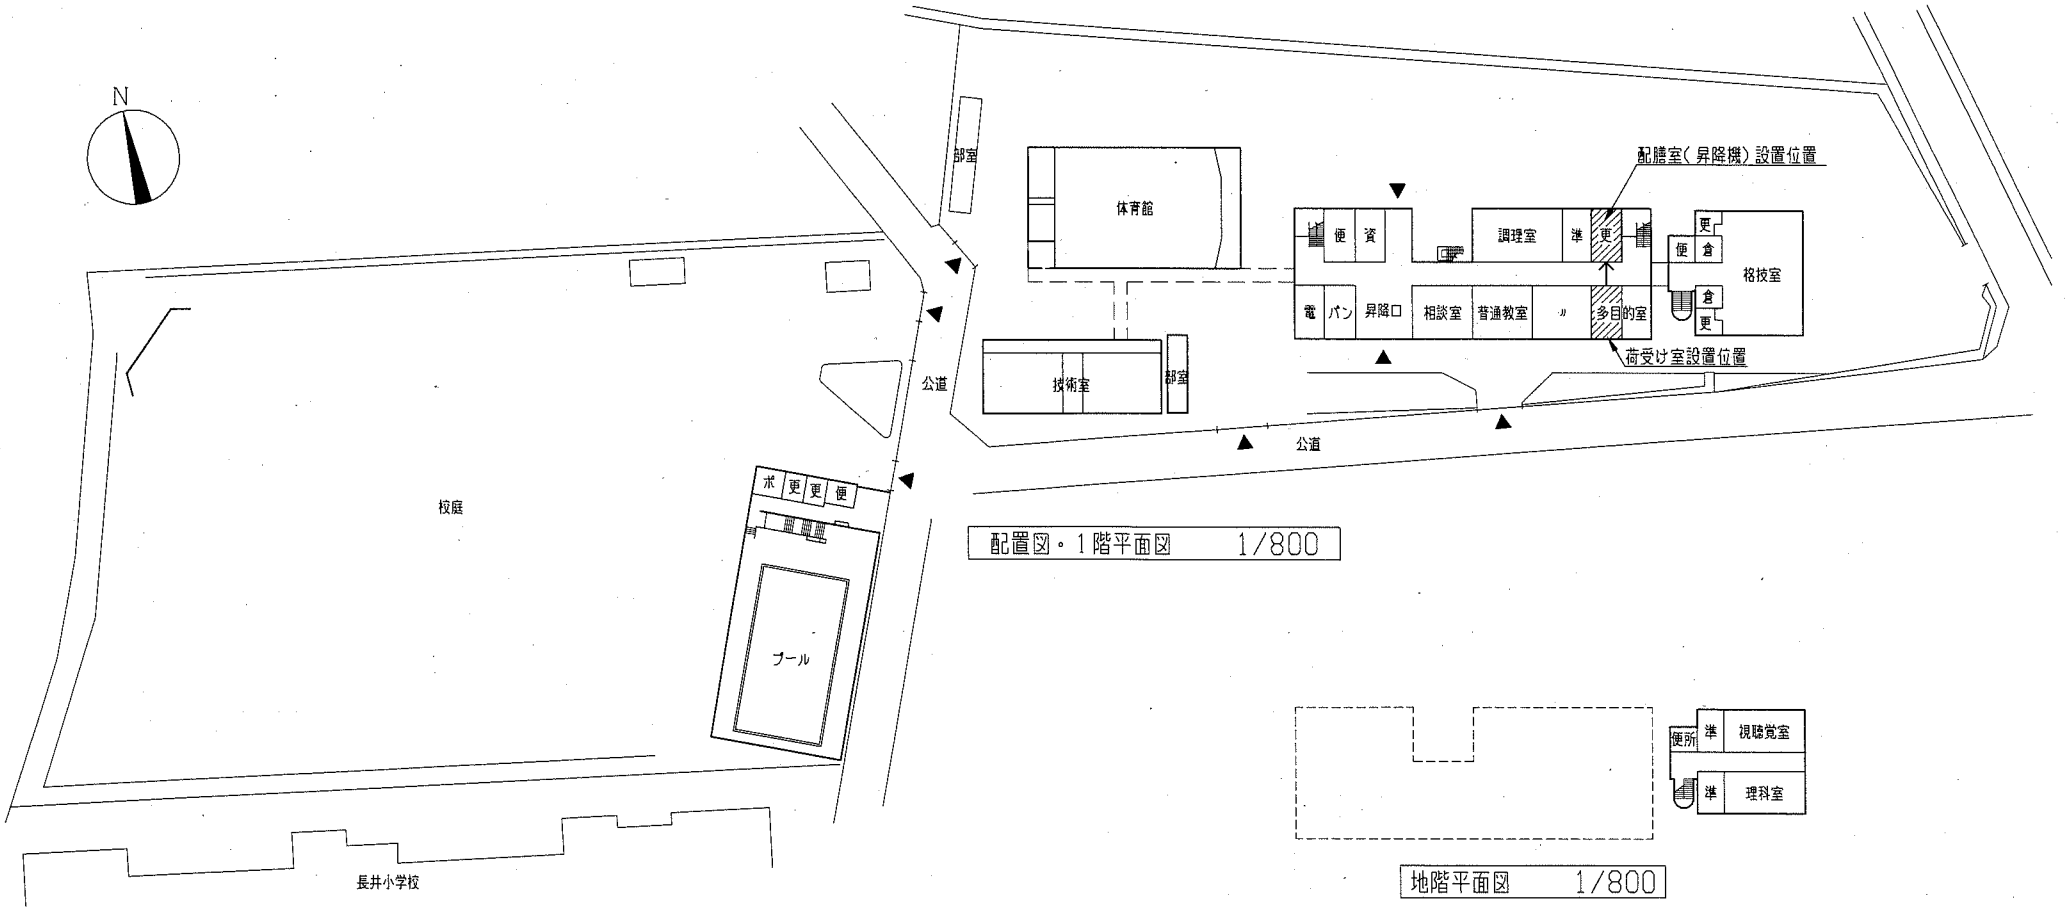 N
部室
配膳室(昇降機)設置位置
体育館
便
資
調理室
準
更
更
便
倉
格技室
電
パン
昇降口
相談室
普通教室
〃
多目的室
倉
更
荷受け室設置位置
公道
技術室
部室
公道
ポ
更
更
便
校庭
配置図・1階平面図 1/800
プール
便所
準
視聴覚室
準
理科室
長井小学校
地階平面図 1/800